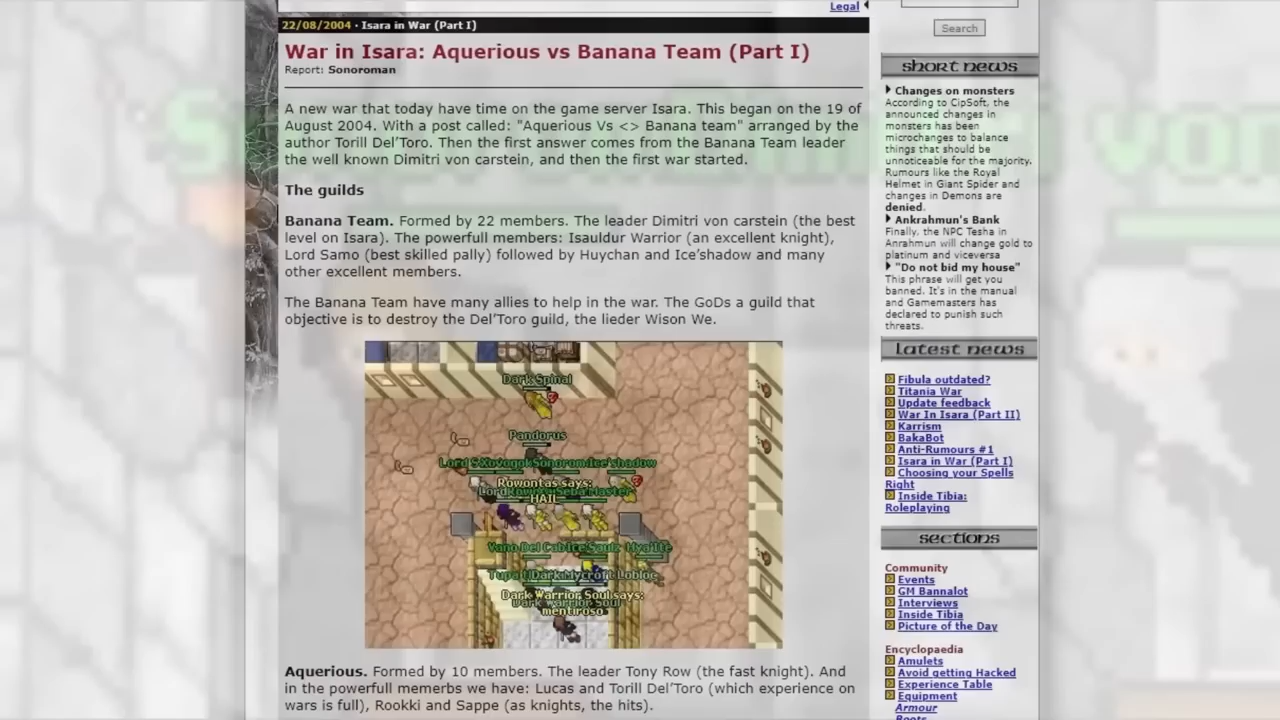 Legal
22/08/2004 · Isara in War (Part I)
War in Isara: Aquerious vs Banana Team (Part I)
Report: Sonoroman
A new war that today have time on the game server Isara. This began on the 19 of
August 2004. With a post called: "Aquerious Vs <> Banana team" arranged by the
author Torill Del'Toro. Then the first answer comes from the Banana Team leader
the well known Dimitri von carstein, and then the first war started.
The guilds
Banana Team. Formed by 22 members. The leader Dimitri von carstein (the best
level on Isara). The powerfull members: Isauldur Warrior (an excellent knight),
Lord Samo (best skilled pally) followed by Huychan and Ice'shadow and many
other excellent members.
The Banana Team have many allies to help in the war. The GoDs a guild that
objective is to destroy the Del'Toro guild, the lieder Wison We.
Dark Spinal
Pandorus
Rowontas says:
HAIL
Dark Warrior Soul says:
Dark Warrior Soul
mentiroso
Aquerious. Formed by 10 members. The leader Tony Row (the fast knight). And
in the powerfull memerbs we have: Lucas and Torill Del'Toro (which experience on
wars is full), Rookki and Sappe (as knights, the hits).
Search
short news
Changes on monsters
According to CipSoft, the
announced changes in
monsters has been
microchanges to balance
things that should be
unnoticeable for the majority.
Rumours like the Royal
Helmet in Giant Spider and
changes in Demons are
denied.
Ankrahmun's Bank
Finally, the NPC Tesha in
Anrahmun will change gold to
platinum and viceversa
"Do not bid my house"
This phrase will get you
banned. It's in the manual
and Gamemasters has
declared to punish such
threats.
latest news
Fibula outdated?
Titania War
Update feedback
War In Isara (Part II)
Karrism
BakaBot
Anti-Rumours #1
Isara in War (Part I)
Choosing your Spells
Right
Inside Tibia:
Roleplaying
sections
Community
Events
GM Bannalot
Interviews
Inside Tibia
Picture of the Day
Encyclopaedia
Amulets
Avoid getting Hacked
Experience Table
Equipment
Armour
Boots